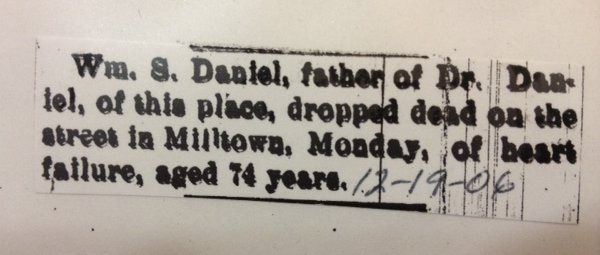 Wm. S. Daniel, father of Dr. Dan-
iel, of this place, dropped dead on the
street in Milltown, Monday, of heart
failure, aged 74 years. 12-19-06